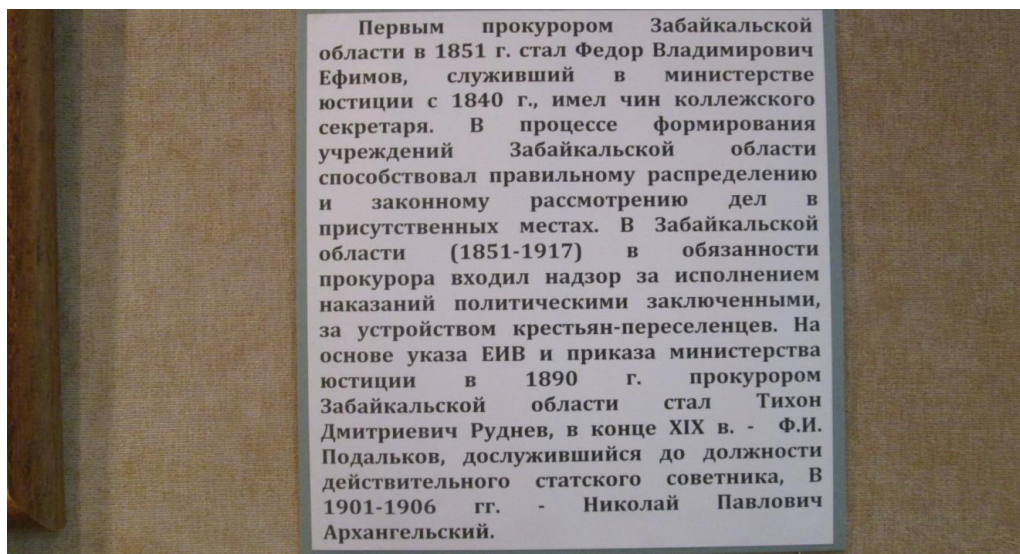 Первым прокурором Забайкальской
области в 1851 г. стал Федор Владимирович
Ефимов, служивший в министерстве
юстиции с 1840 г., имел чин коллежского
секретаря. В процессе формирования
учреждений Забайкальской области
способствовал правильному распределению
и законному рассмотрению дел в
присутственных местах. В Забайкальской
области (1851-1917) в обязанности
прокурора входил надзор за исполнением
наказаний политическими заключенными,
за устройством крестьян-переселенцев. На
основе указа ЕИВ и приказа министерства
юстиции в 1890 г. прокурором
Забайкальской области стал Тихон
Дмитриевич Руднев, в конце XIX в. - Ф.И.
Подальков, дослужившийся до должности
действительного статского советника, В
1901-1906 гг. - Николай Павлович
Архангельский.